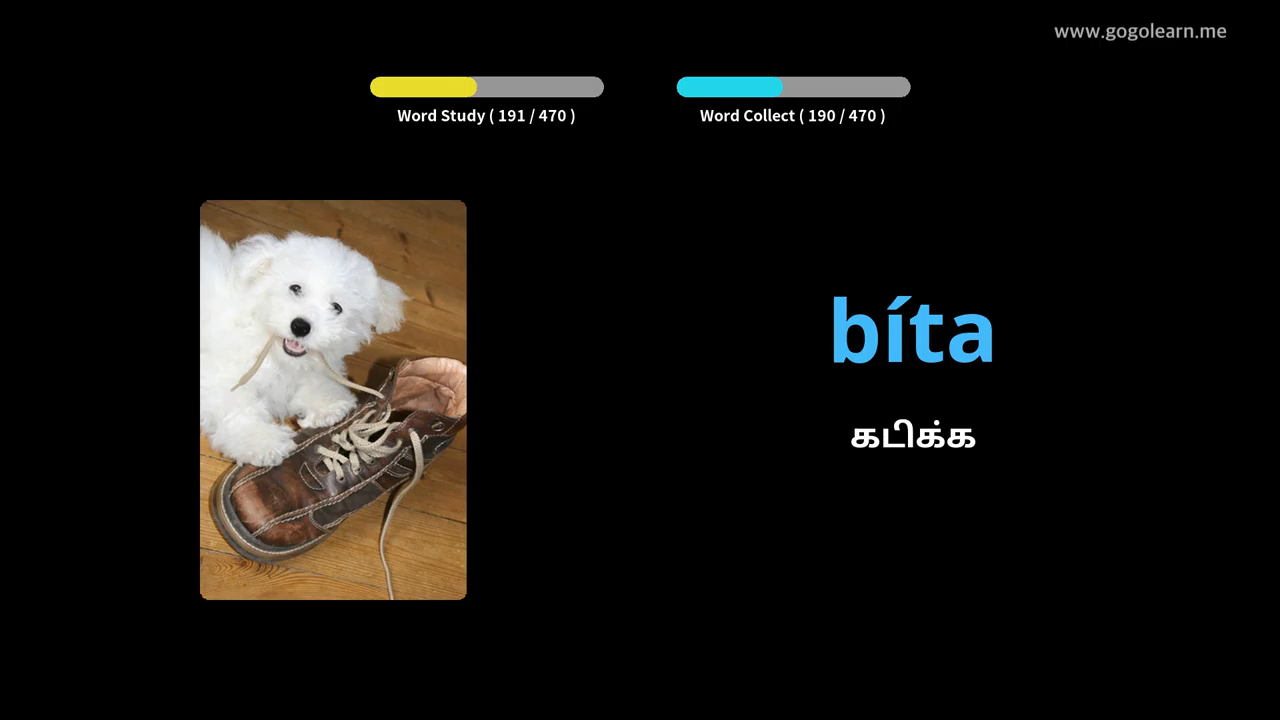 www.gogolearn.me
Word Study ( 191 / 470 )
Word Collect ( 190 / 470 )
bíta
கடிக்க